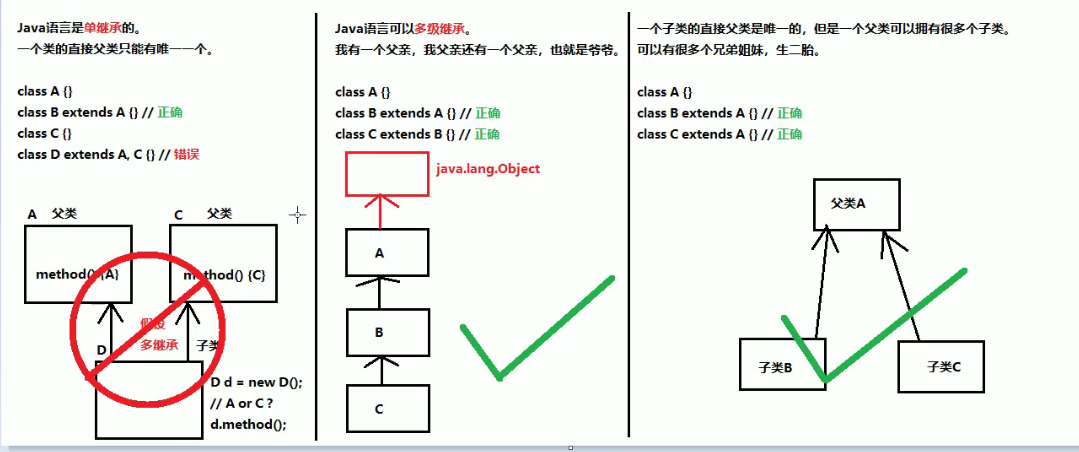 Java语言是单继承的。
一个类的直接父类只能有唯一一个。
class A {}
class B extends A {} // 正确
class C {}
class D extends A, C {} // 错误
A 父类
C 父类
method() {A}
method() {C}
假设
多继承
D
子类
D d = new D();
// A or C ?
d.method();
Java语言可以多级继承。
我有一个父亲，我父亲还有一个父亲，也就是爷爷。
class A {}
class B extends A {} // 正确
class C extends B {} // 正确
java.lang.Object
A
B
C
一个子类的直接父类是唯一的，但是一个父类可以拥有很多个子类。
可以有很多个兄弟姐妹，生二胎。
class A {}
class B extends A {} // 正确
class C extends A {} // 正确
父类A
子类B
子类C